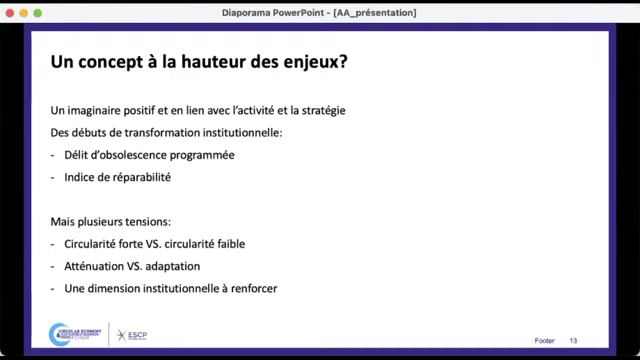 Diaporama PowerPoint - [AA_présentation]
Un concept à la hauteur des enjeux?
Un imaginaire positif et en lien avec l'activité et la stratégie
Des débuts de transformation institutionnelle:
- Délit d'obsolescence programmée
- Indice de réparabilité
Mais plusieurs tensions:
- Circularité forte VS. circularité faible
- Atténuation VS. adaptation
- Une dimension institutionnelle à renforcer
CIRCULAR ECONOMY
ESCP
Footer 13